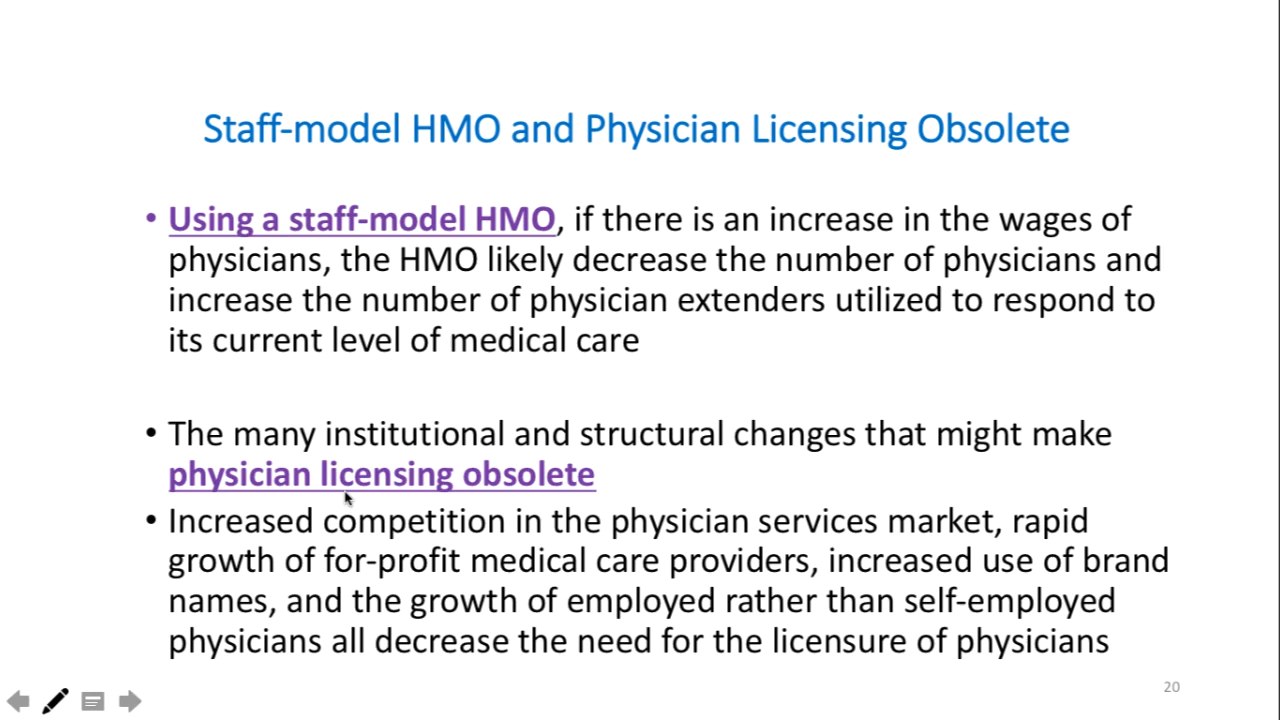 Staff-model HMO and Physician Licensing Obsolete
• Using a staff-model HMO, if there is an increase in the wages of
physicians, the HMO likely decrease the number of physicians and
increase the number of physician extenders utilized to respond to
its current level of medical care
• The many institutional and structural changes that might make
physician licensing obsolete
• Increased competition in the physician services market, rapid
growth of for-profit medical care providers, increased use of brand
names, and the growth of employed rather than self-employed
physicians all decrease the need for the licensure of physicians
20